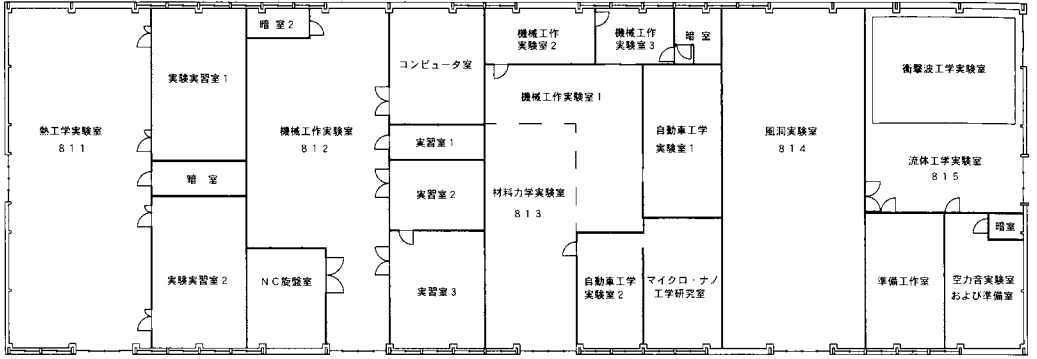 熱工学実験室
811
実験実習室1
暗 室
実験実習室2
暗 室 2
機械工作実験室
812
NC旋盤室
コンピュータ室
実習室1
実習室2
実習室3
機械工作
実験室2
機械工作
実験室3
暗 室
機械工作実験室1
材料力学実験室
813
自動車工学
実験室1
自動車工学
実験室2
マイクロ・ナノ
工学研究室
風洞実験室
814
衝撃波工学実験室
流体工学実験室
815
準備工作室
暗室
空力音実験室
および準備室